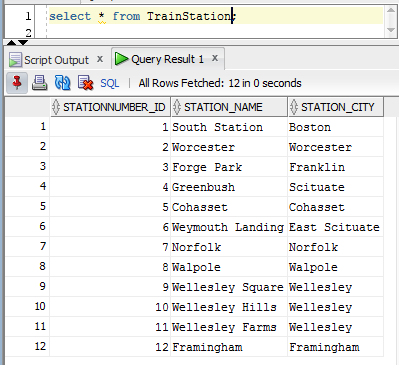 1 select * from TrainStation;
2
Script Output x Query Result 1 x
SQL | All Rows Fetched: 12 in 0 seconds
STATIONNUMBER_ID STATION_NAME STATION_CITY
1 1 South Station Boston
2 2 Worcester Worcester
3 3 Forge Park Franklin
4 4 Greenbush Scituate
5 5 Cohasset Cohasset
6 6 Weymouth Landing East Scituate
7 7 Norfolk Norfolk
8 8 Walpole Walpole
9 9 Wellesley Square Wellesley
10 10 Wellesley Hills Wellesley
11 11 Wellesley Farms Wellesley
12 12 Framingham Framingham